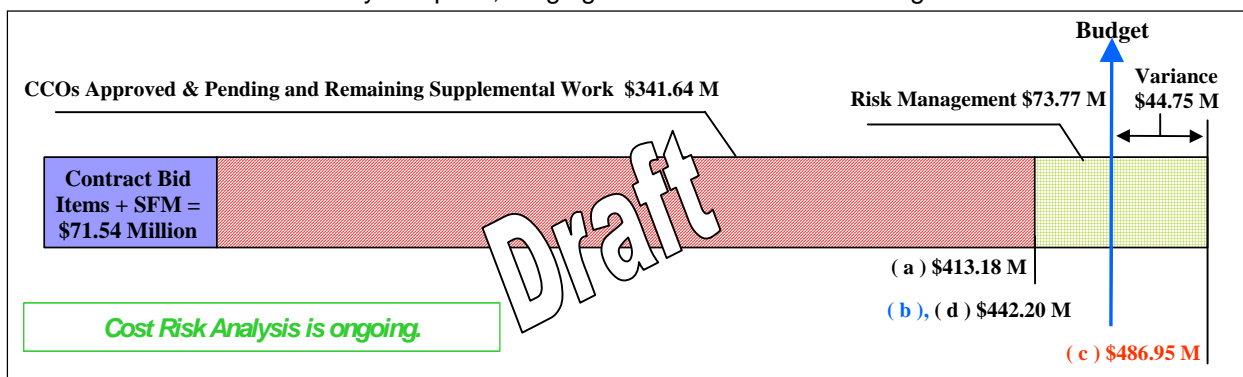 Budget
CCOs Approved & Pending and Remaining Supplemental Work $341.64 M
Risk Management $73.77 M
Variance
$44.75 M
Contract Bid
Items + SFM =
$71.54 Million
Draft
( a ) $413.18 M
( b ), ( d ) $442.20 M
( c ) $486.95 M
Cost Risk Analysis is ongoing.